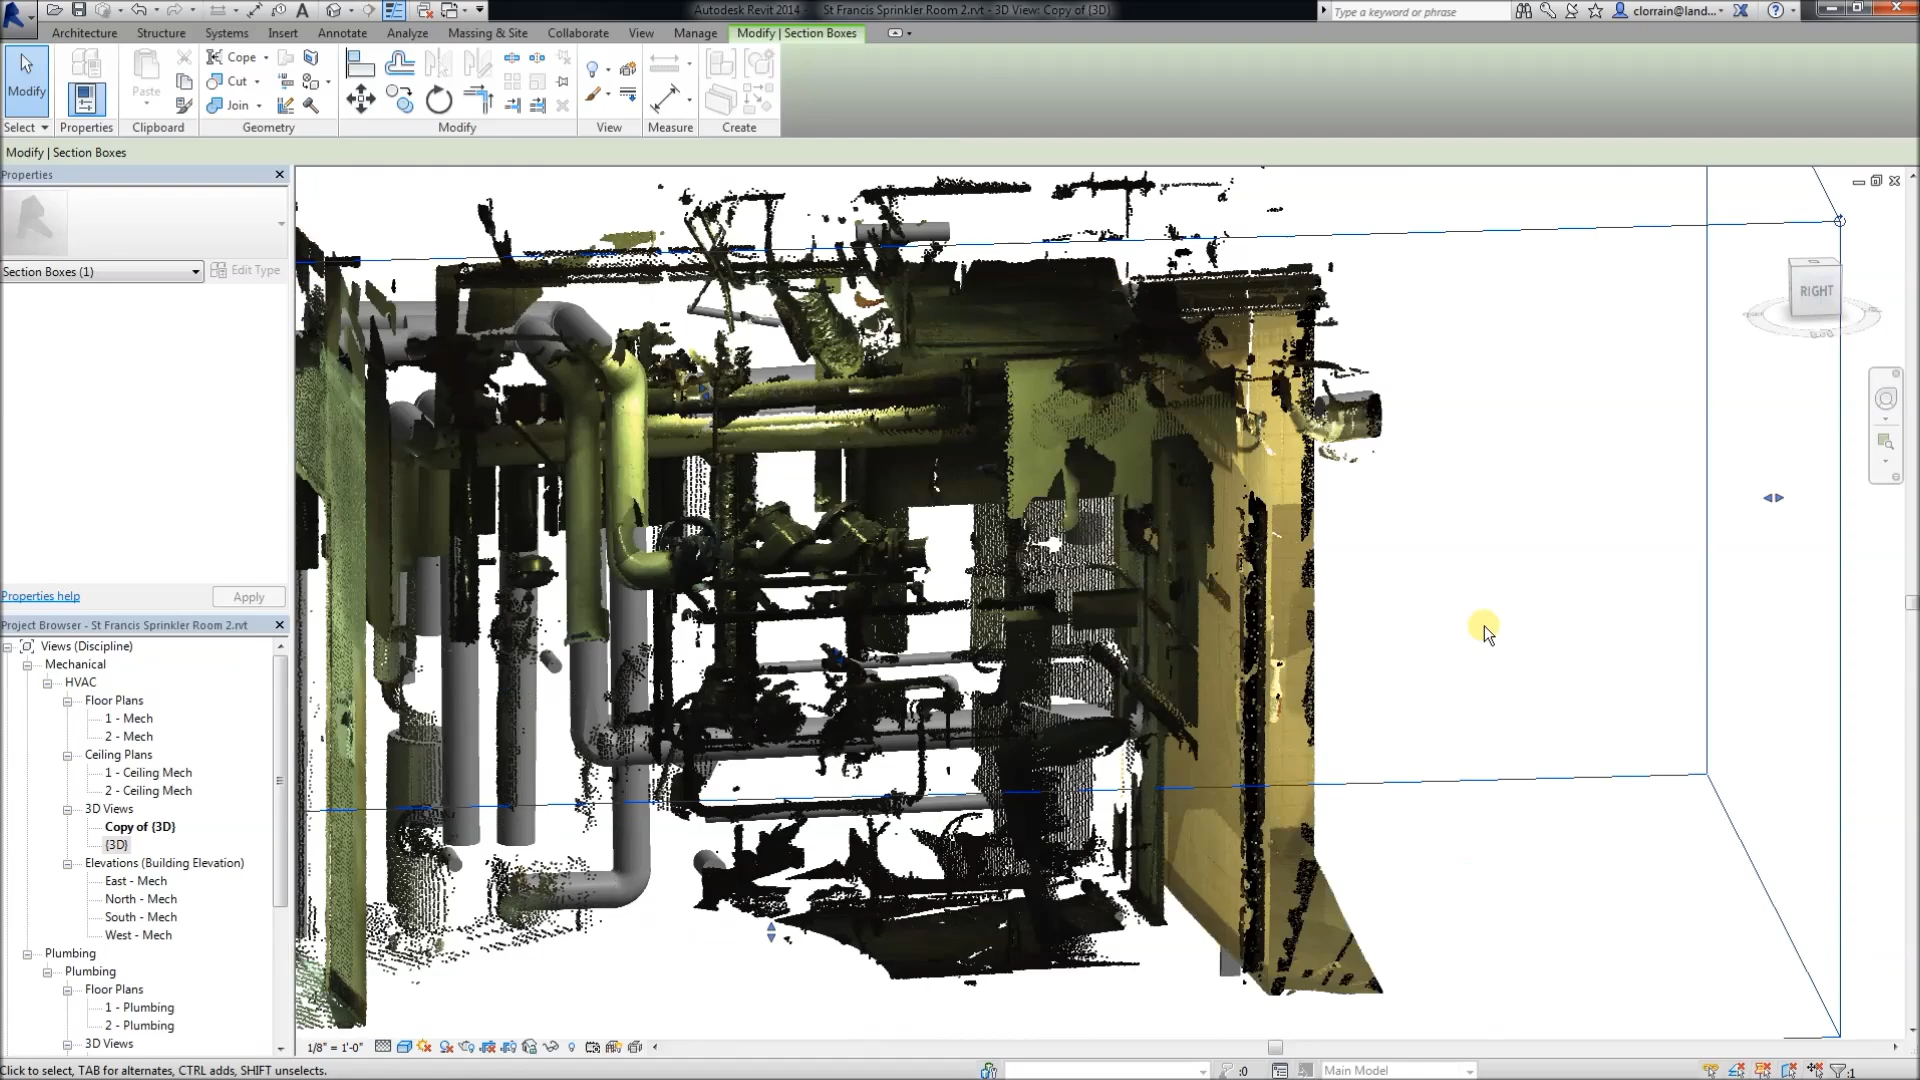 Autodesk Revit 2014 - St Francis Sprinkler Room 2.rvt - 3D View: Copy of {3D}
Type a keyword or phrase
clorrain@land...
Architecture Structure Systems Insert Annotate Analyze Massing & Site Collaborate View Manage Modify | Section Boxes
Modify
Paste
Cope
Cut
Join
Select Properties Clipboard Geometry Modify View Measure Create
Modify | Section Boxes
Properties
Section Boxes (1)
Edit Type
Properties help
Apply
Project Browser - St Francis Sprinkler Room 2.rvt
Views (Discipline)
Mechanical
HVAC
Floor Plans
1 - Mech
2 - Mech
Ceiling Plans
1 - Ceiling Mech
2 - Ceiling Mech
3D Views
Copy of {3D}
{3D}
Elevations (Building Elevation)
East - Mech
North - Mech
South - Mech
West - Mech
Plumbing
Plumbing
Floor Plans
1 - Plumbing
2 - Plumbing
3D Views
RIGHT
1/8" = 1'-0"
Click to select, TAB for alternates, CTRL adds, SHIFT unselects.
:0
Main Model
:1